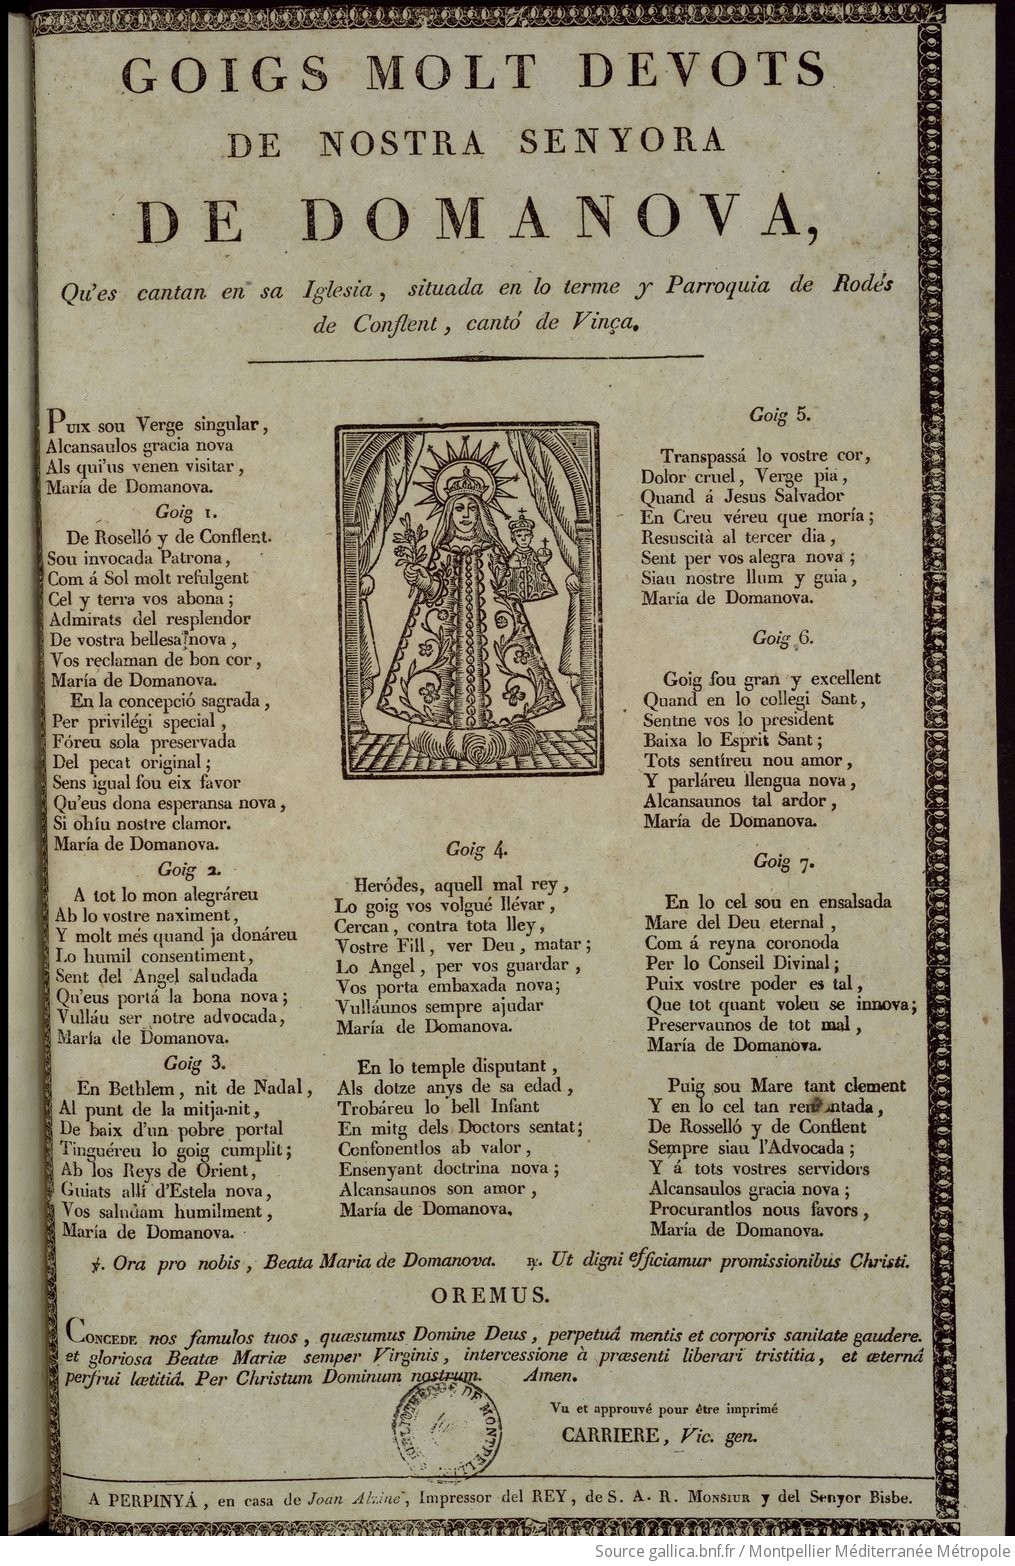 GOIGS MOLT DEVOTS
DE NOSTRA SENYORA
DE DOMANOVA,
Qu'es cantan en sa Iglesia, situada en lo terme y Parroquia de Rodés
de Conflent, cantó de Vinça.
Puix sou Verge singular,
Alcansaulos gracia nova
Als qui'us venen visitar,
María de Domanova.
Goig 1.
De Roselló y de Conflent.
Sou invocada Patrona,
Com á Sol molt refulgent
Cel y terra vos abona;
Admirats del resplendor
De vostra bellesa nova,
Vos reclaman de bon cor,
María de Domanova.
En la concepció sagrada,
Per privilégi special,
Fóreu sola preservada
Del pecat original;
Sens igual fou eix favor
Qu'eus dona esperansa nova,
Si ohíu nostre clamor.
María de Domanova.
Goig 2.
A tot lo mon alegráreu
Ab lo vostre naximent,
Y molt més quand ja donáreu
Lo humil consentiment,
Sent del Angel saludada
Qu'eus portá la bona nova;
Vulláu ser notre advocada,
María de Domanova.
Goig 3.
En Bethlem, nit de Nadal,
Al punt de la mitja-nit,
De baix d'un pobre portal
Tinguéreu lo goig cumplit;
Ab los Reys de Orient,
Guiats allí d'Estela nova,
Vos saludam humilment,
María de Domanova.
Goig 4.
Heródes, aquell mal rey,
Lo goig vos volgué llévar,
Cercan, contra tota lley,
Vostre Fill, ver Deu, matar;
Lo Angel, per vos guardar,
Vos porta embaxada nova;
Vulláunos sempre ajudar
María de Domanova.
En lo temple disputant,
Als dotze anys de sa edad,
Trobáreu lo bell Infant
En mitg dels Doctors sentat;
Confonentlos ab valor,
Ensenyant doctrina nova;
Alcansaunos son amor,
María de Domanova.
Goig 5.
Transpassá lo vostre cor,
Dolor cruel, Verge pia,
Quand á Jesus Salvador
En Creu véreu que moría;
Resuscità al tercer dia,
Sent per vos alegra nova;
Siau nostre llum y guia,
María de Domanova.
Goig 6.
Goig fou gran y excellent
Quand en lo collegi Sant,
Sentne vos lo president
Baixa lo Esprit Sant;
Tots sentíreu nou amor,
Y parláreu llengua nova,
Alcansaunos tal ardor,
María de Domanova.
Goig 7.
En lo cel sou en ensalsada
Mare del Deu eternal,
Com á reyna coronoda
Per lo Conseil Divinal;
Puix vostre poder es tal,
Que tot quant voleu se innova;
Preservaunos de tot mal,
María de Domanova.
Puig sou Mare tant clement
Y en lo cel tan
De Rosselló y de Conflent
Sempre siau l'Advocada;
Y á tots vostres servidors
Alcansaulos gracia nova;
Procurantlos nous favors,
María de Domanova.
℣. Ora pro nobis, Beata Maria de Domanova. ℟. Ut digni efficiamur promissionibus Christi.
OREMUS.
Concede nos famulos tuos, quæsumus Domine Deus, perpetuâ mentis et corporis sanitate gaudere.
et gloriosa Beatæ Mariæ semper Virginis, intercessione à præsenti liberari tristitia, et æternâ
perfrui lætitiâ. Per Christum Dominum nostrum. Amen.
Vu et approuvé pour être imprimé
CARRIERE, Vic. gen.
BIBLIOTHEQUE DE MONTPELLIER
A PERPINYÁ, en casa de Joan Alzine, Impressor del REY, de S. A. R. Monsiur y del Senyor Bisbe.
Source gallica.bnf.fr / Montpellier Méditerranée Métropole